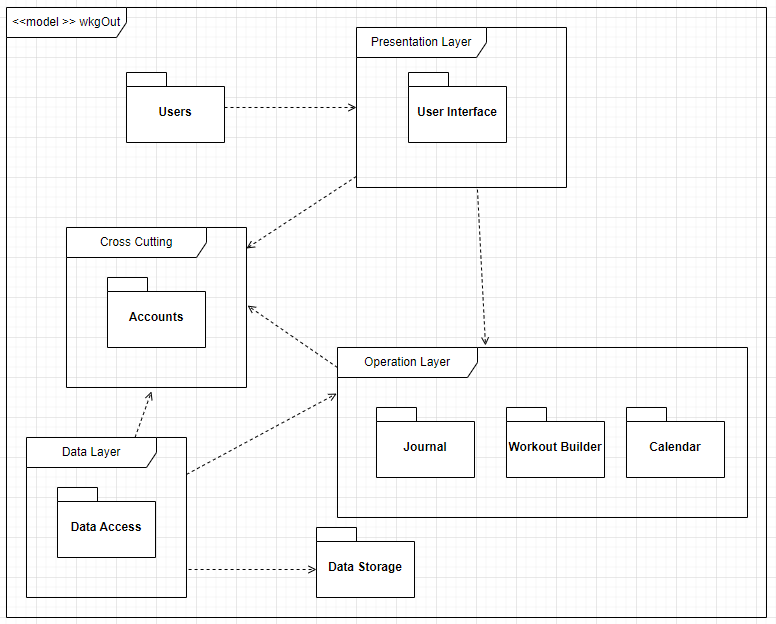 <<model >> wkgOut
Presentation Layer
Users
User Interface
Cross Cutting
Accounts
Operation Layer
Journal
Workout Builder
Calendar
Data Layer
Data Access
Data Storage